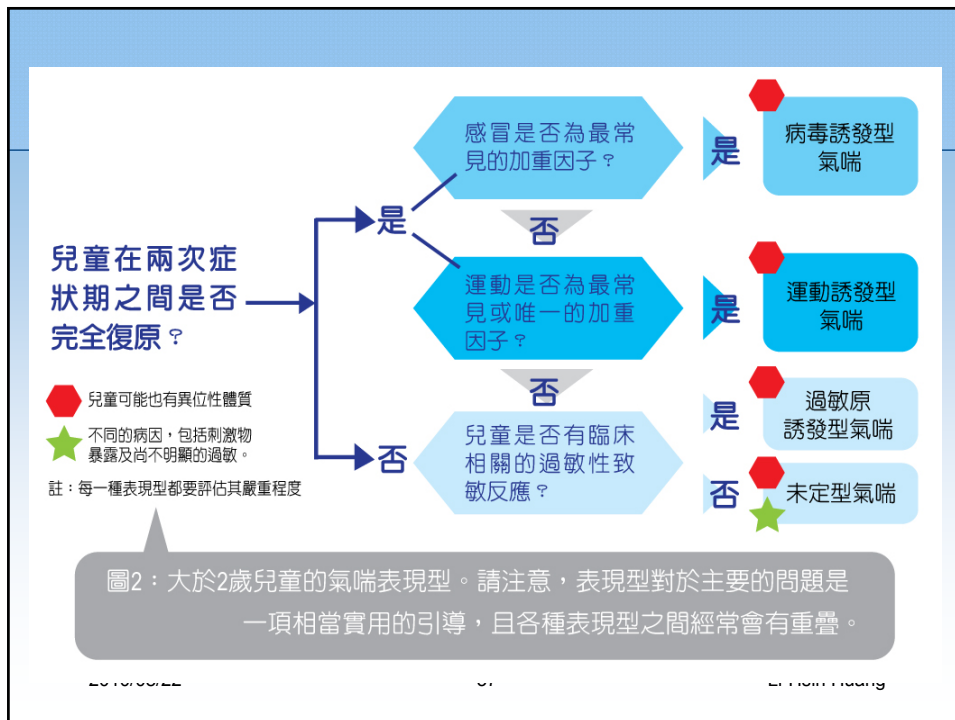 感冒是否為最常
見的加重因子？
是
病毒誘發型
氣喘
是
否
兒童在兩次症
狀期之間是否
完全復原？
運動是否為最常
見或唯一的加重
因子？
是
運動誘發型
氣喘
兒童可能也有異位性體質
不同的病因，包括刺激物
暴露及尚不明顯的過敏。
註：每一種表現型都要評估其嚴重程度
否
否
兒童是否有臨床
相關的過敏性致
敏反應？
是
過敏原
誘發型氣喘
否
未定型氣喘
圖2：大於2歲兒童的氣喘表現型。請注意，表現型對於主要的問題是
一項相當實用的引導，且各種表現型之間經常會有重疊。